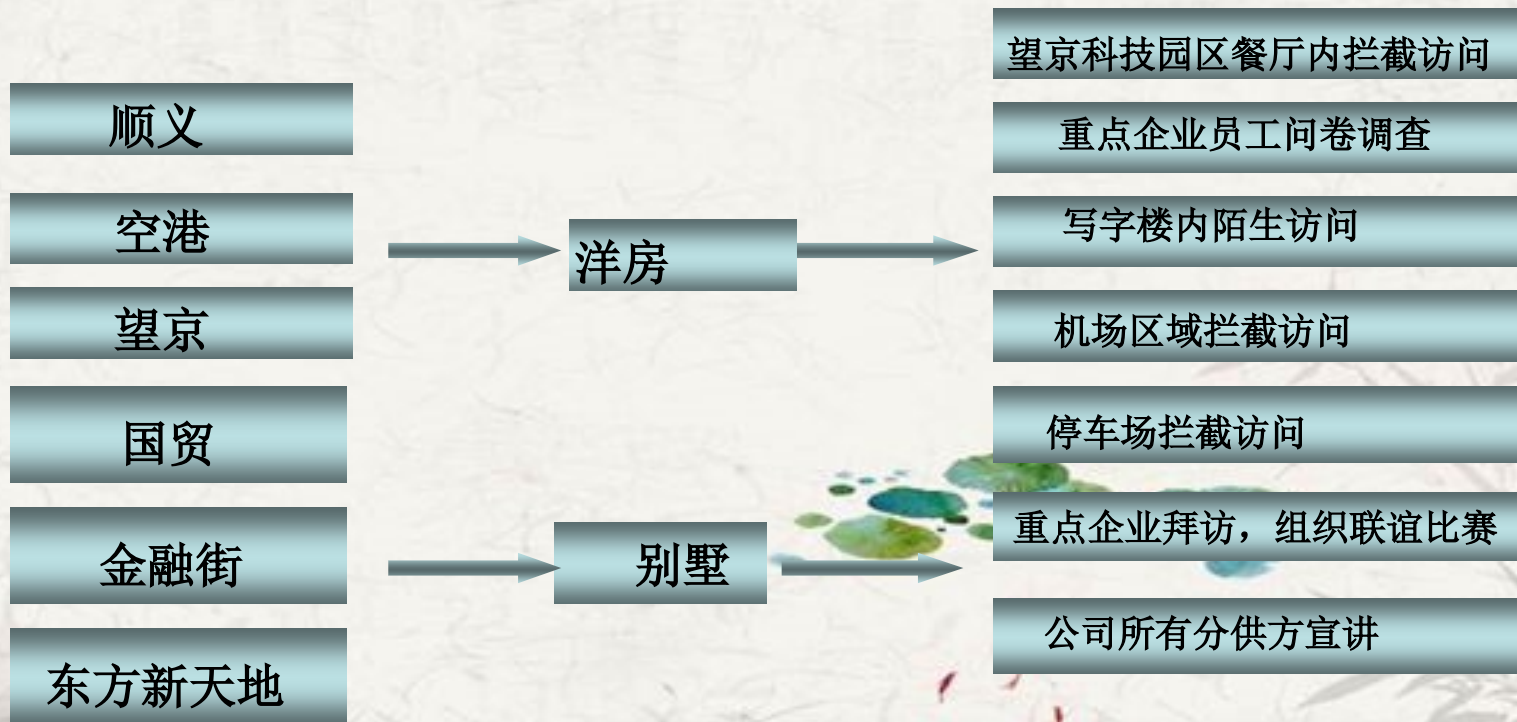 顺义
空港
望京
国贸
金融街
东方新天地
洋房
别墅
望京科技园区餐厅内拦截访问
重点企业员工问卷调查
写字楼内陌生访问
机场区域拦截访问
停车场拦截访问
重点企业拜访，组织联谊比赛
公司所有分供方宣讲